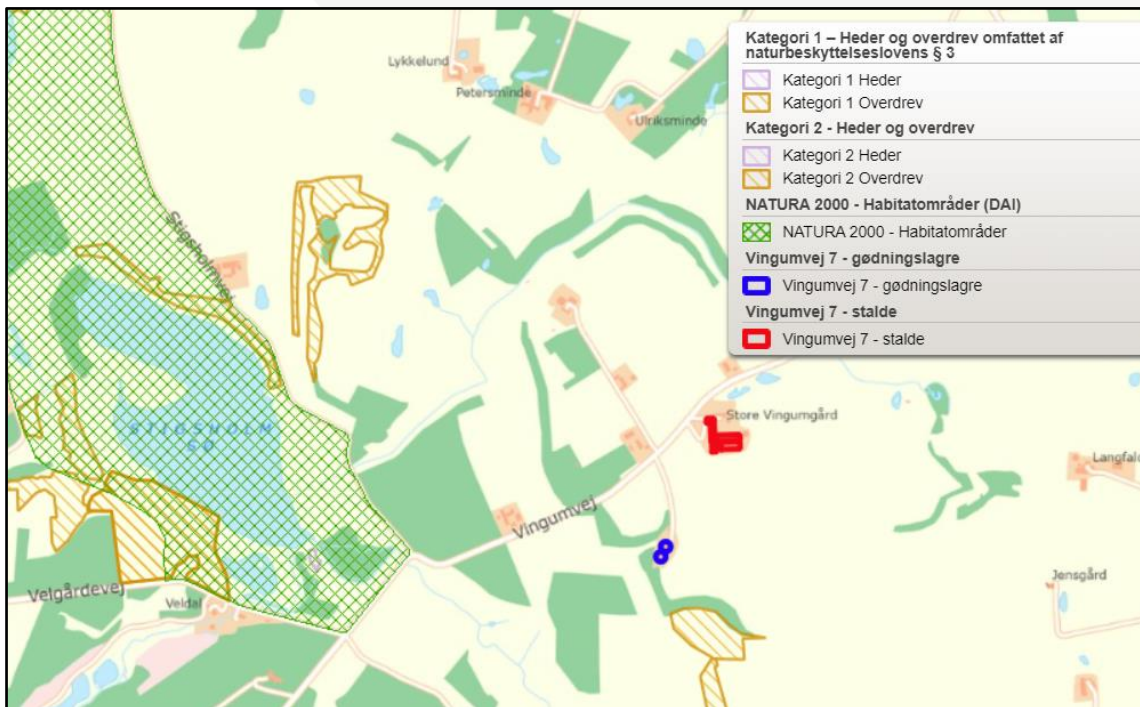 Kategori 1 – Heder og overdrev omfattet af
naturbeskyttelseslovens § 3
Kategori 1 Heder
Kategori 1 Overdrev
Kategori 2 - Heder og overdrev
Kategori 2 Heder
Kategori 2 Overdrev
NATURA 2000 - Habitatområder (DAI)
NATURA 2000 - Habitatområder
Vingumvej 7 - gødningslagre
Vingumvej 7 - gødningslagre
Vingumvej 7 - stalde
Vingumvej 7 - stalde
Lykkelund
Petersminde
Ulriksminde
Stigsholmvej
STIGSHOLM
SØ
Store Vingumgård
Langfald
Vingumvej
Velgårdevej
Veldal
Jensgård